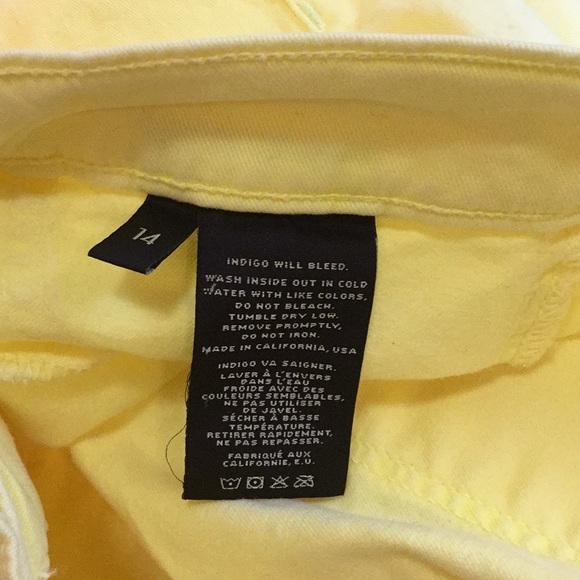 14
INDIGO WILL BLEED.
WASH INSIDE OUT IN COLD
WATER WITH LIKE COLORS,
DO NOT BLEACH.
TUMBLE DRY LOW.
REMOVE PROMPTLY,
DO NOT IRON.
MADE IN CALIFORNIA, USA
INDIGO VA SAIGNER.
LAVER À L'ENVERS
DANS L'EAU
FROIDE AVEC DES
COULEURS SEMBLABLES,
NE PAS UTILISER
DE JAVEL.
SÉCHER À BASSE
TEMPÉRATURE.
RETIRER RAPIDEMENT,
NE PAS REPASSER.
FABRIQUÉ AUX
CALIFORNIE, E.U.